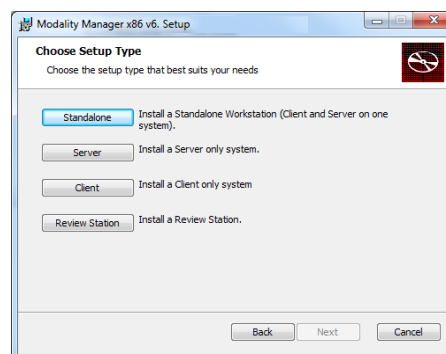 Modality Manager x86 v6. Setup
Choose Setup Type
Choose the setup type that best suits your needs
Standalone
Install a Standalone Workstation (Client and Server on one
system).
Server
Install a Server only system.
Client
Install a Client only system
Review Station
Install a Review Station.
Back
Next
Cancel